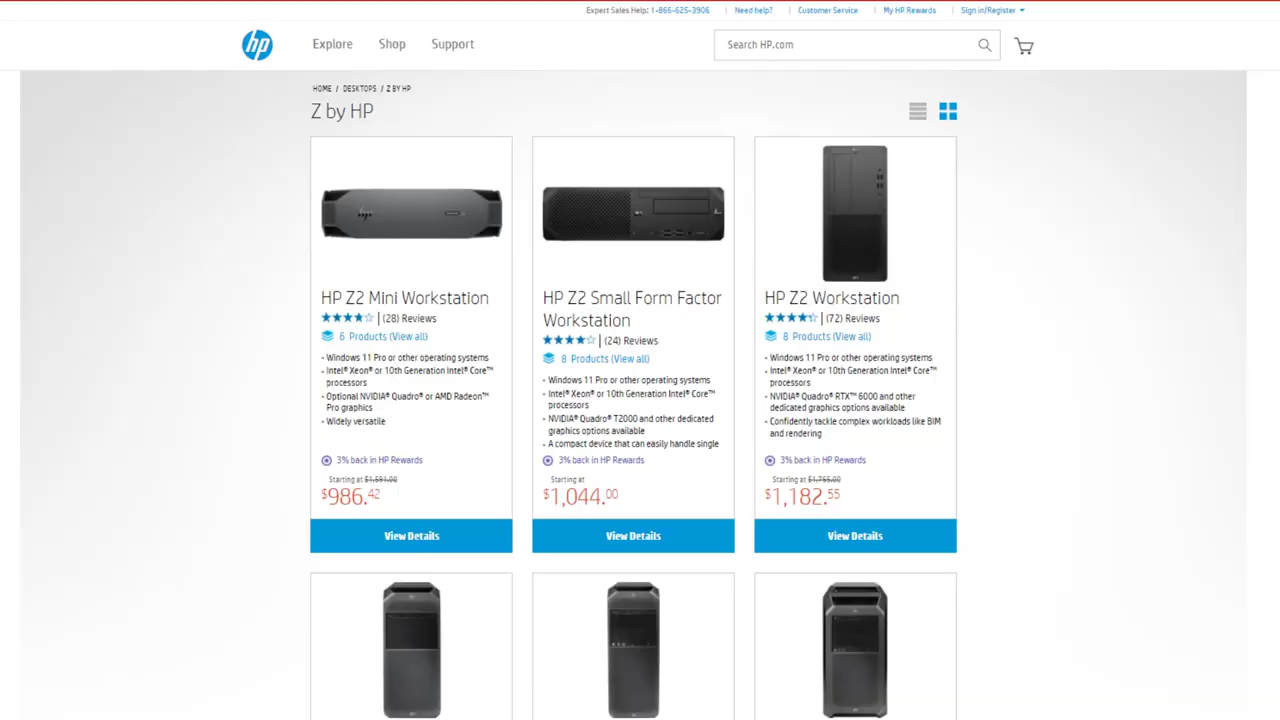 Expert Sales Help: 1-866-625-3906 Need help? Customer Service My HP Rewards Sign in/Register
hp Explore Shop Support Search HP.com
HOME / DESKTOPS / Z BY HP
Z by HP
HP Z2 Mini Workstation
(28) Reviews
6 Products (View all)
• Windows 11 Pro or other operating systems
• Intel® Xeon® or 10th Generation Intel® Core™
processors
• Optional NVIDIA® Quadro® or AMD Radeon™
Pro graphics
• Widely versatile
3% back in HP Rewards
Starting at $1,591.00
$986.42
View Details
HP Z2 Small Form Factor
Workstation
(24) Reviews
8 Products (View all)
• Windows 11 Pro or other operating systems
• Intel® Xeon® or 10th Generation Intel® Core™
processors
• NVIDIA® Quadro® T2000 and other dedicated
graphics options available
• A compact device that can easily handle single
3% back in HP Rewards
Starting at
$1,044.00
View Details
HP Z2 Workstation
(72) Reviews
8 Products (View all)
• Windows 11 Pro or other operating systems
• Intel® Xeon® or 10th Generation Intel® Core™
processors
• NVIDIA® Quadro® RTX™ 6000 and other
dedicated graphics options available
• Confidently tackle complex workloads like BIM
and rendering
3% back in HP Rewards
Starting at $1,755.00
$1,182.55
View Details